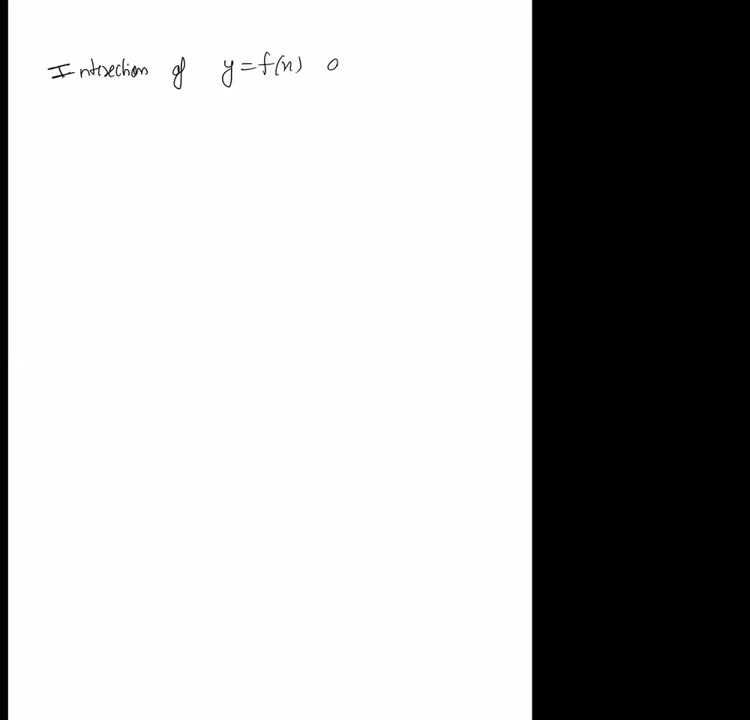 Intersection of y=f(x) o